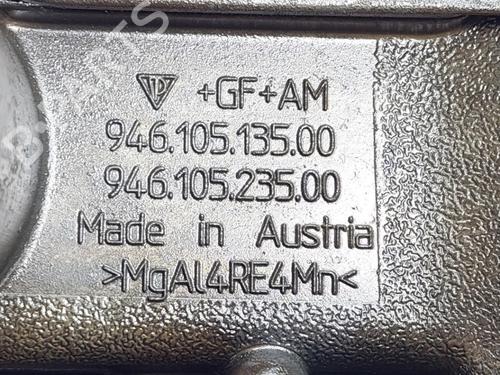 +GF+AM
946.105.135.00
946.105.235.00
Made in Austria
>MgAl4RE4Mn<